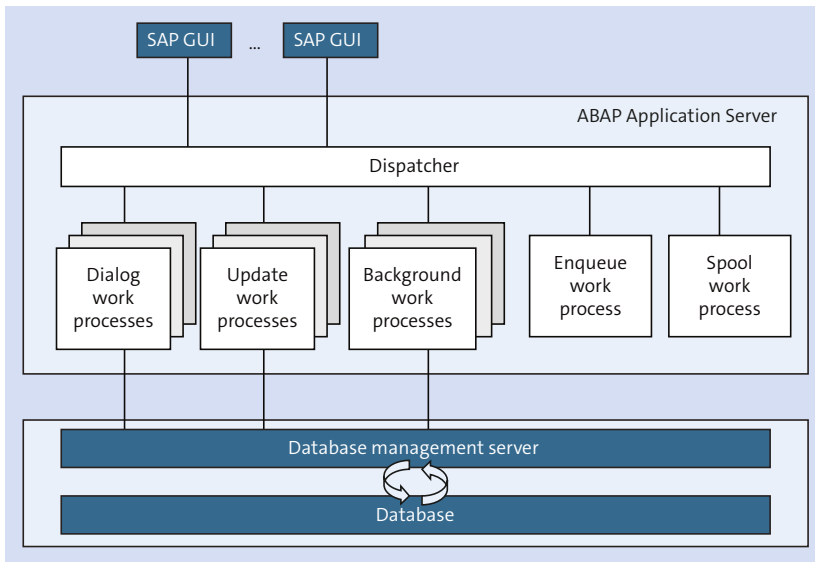 SAP GUI ... SAP GUI
ABAP Application Server
Dispatcher
Dialog
work
processes
Update
work
processes
Background
work
processes
Enqueue
work
process
Spool
work
process
Database management server
Database